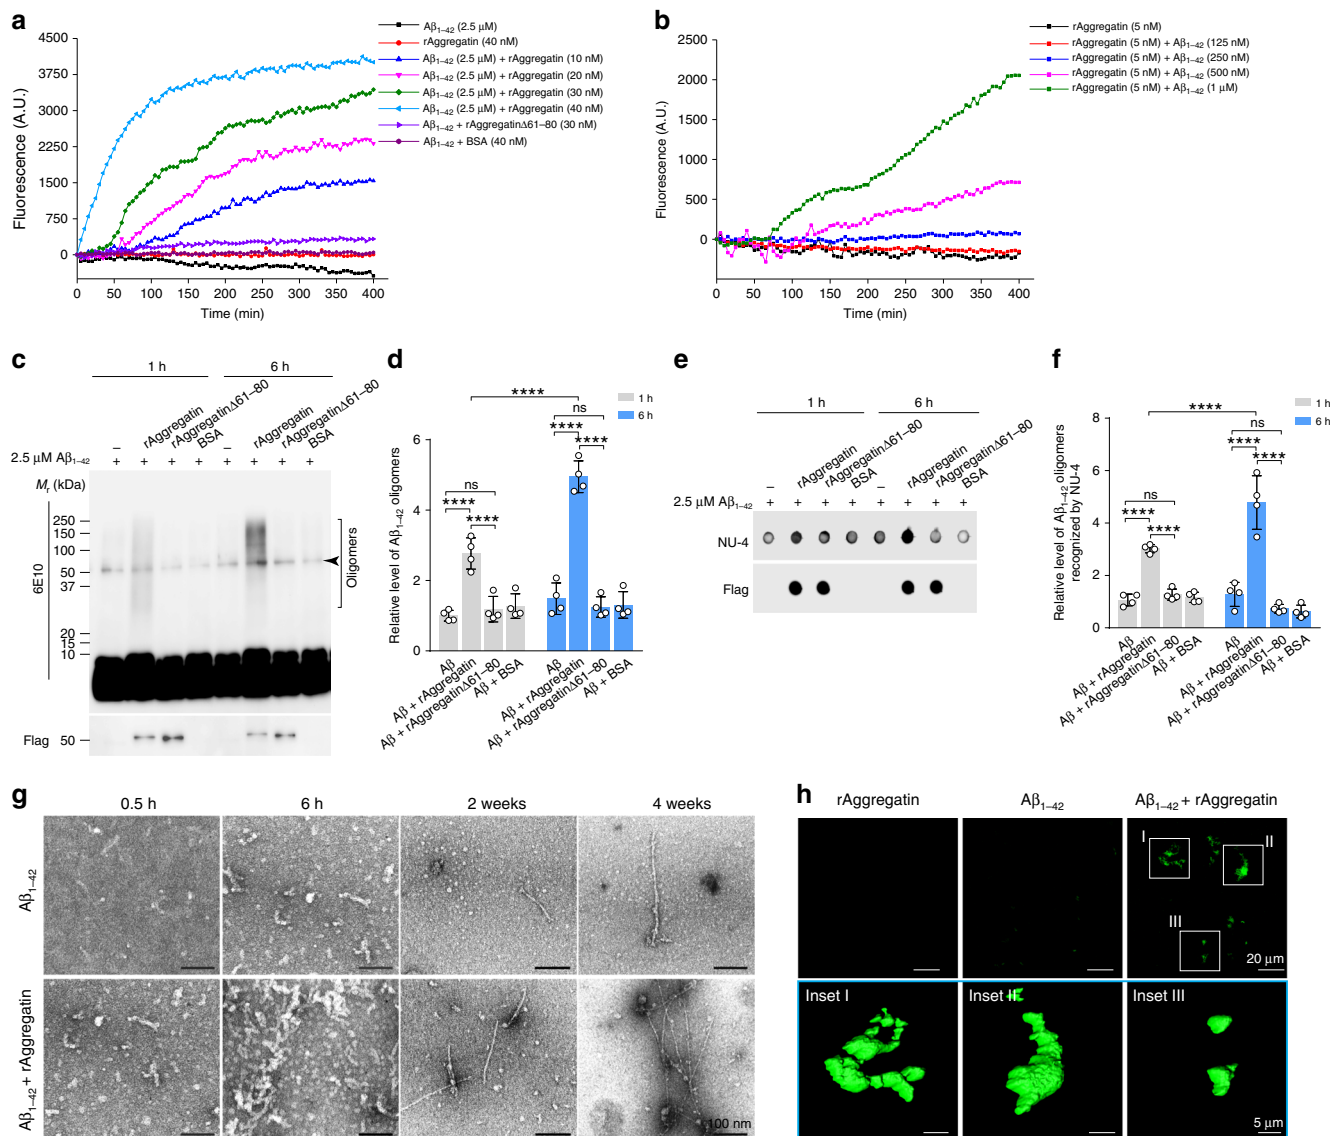 a
4500
3750
3000
2250
1500
750
0
Fluorescence (A.U.)
0 50 100 150 200 250 300 350 400
Time (min)
Aβ1–42 (2.5 μM)
rAggregatin (40 nM)
Aβ1–42 (2.5 μM) + rAggregatin (10 nM)
Aβ1–42 (2.5 μM) + rAggregatin (20 nM)
Aβ1–42 (2.5 μM) + rAggregatin (30 nM)
Aβ1–42 (2.5 μM) + rAggregatin (40 nM)
Aβ1–42 + rAggregatinΔ61–80 (30 nM)
Aβ1–42 + BSA (40 nM)
b
2500
2000
1500
1000
500
0
−500
Fluorescence (A.U.)
0 50 100 150 200 250 300 350 400
Time (min)
rAggregatin (5 nM)
rAggregatin (5 nM) + Aβ1–42 (125 nM)
rAggregatin (5 nM) + Aβ1–42 (250 nM)
rAggregatin (5 nM) + Aβ1–42 (500 nM)
rAggregatin (5 nM) + Aβ1–42 (1 μM)
c
1 h 6 h
– rAggregatin rAggregatinΔ61–80 BSA – rAggregatin rAggregatinΔ61–80 BSA
2.5 μM Aβ1–42 + + + + + + + +
Mr (kDa)
250
150
100
50
37
20
15
10
6E10
Oligomers
Flag 50
d
1 h
6 h
6
4
2
0
Relative level of Aβ1–42 oligomers
****
ns
**** ****
ns
**** ****
Aβ
Aβ + rAggregatin
Aβ + rAggregatinΔ61–80
Aβ + BSA
Aβ
Aβ + rAggregatin
Aβ + rAggregatinΔ61–80
Aβ + BSA
e
1 h 6 h
– rAggregatin rAggregatinΔ61–80 BSA – rAggregatin rAggregatinΔ61–80 BSA
2.5 μM Aβ1–42 + + + + + + + +
NU-4
Flag
f
1 h
6 h
8
6
4
2
0
Relative level of Aβ1–42 oligomers
recognized by NU-4
****
ns
**** ****
ns
**** ****
Aβ
Aβ + rAggregatin
Aβ + rAggregatinΔ61–80
Aβ + BSA
Aβ
Aβ + rAggregatin
Aβ + rAggregatinΔ61–80
Aβ + BSA
g
0.5 h 6 h 2 weeks 4 weeks
Aβ1–42
Aβ1–42 + rAggregatin
100 nm
h
rAggregatin Aβ1–42 Aβ1–42 + rAggregatin
I
II
III
20 μm
Inset I Inset II Inset III
5 μm